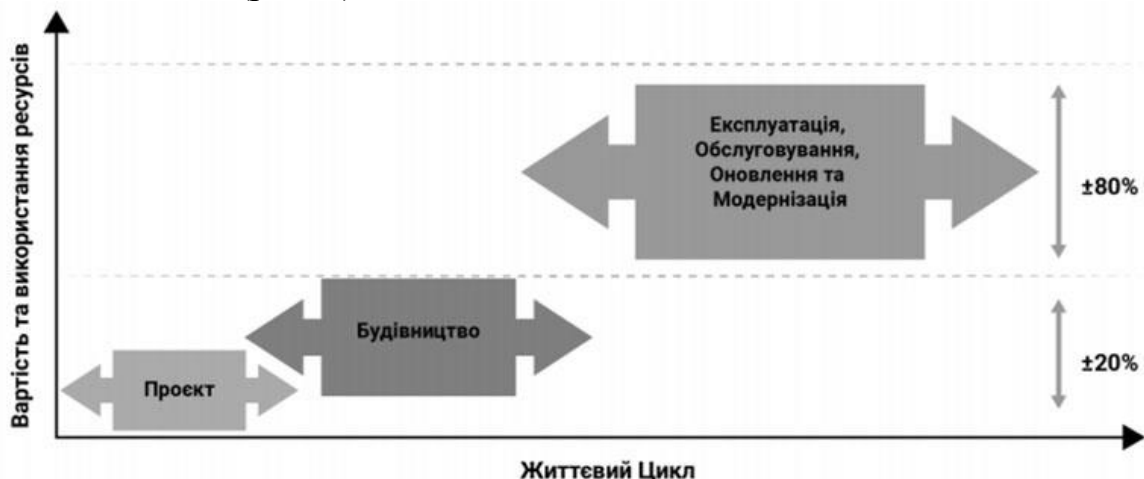 Вартість та використання ресурсів
Експлуатація,
Обслуговування,
Оновлення та
Модернізація
±80%
Будівництво
±20%
Проєкт
Життєвий Цикл